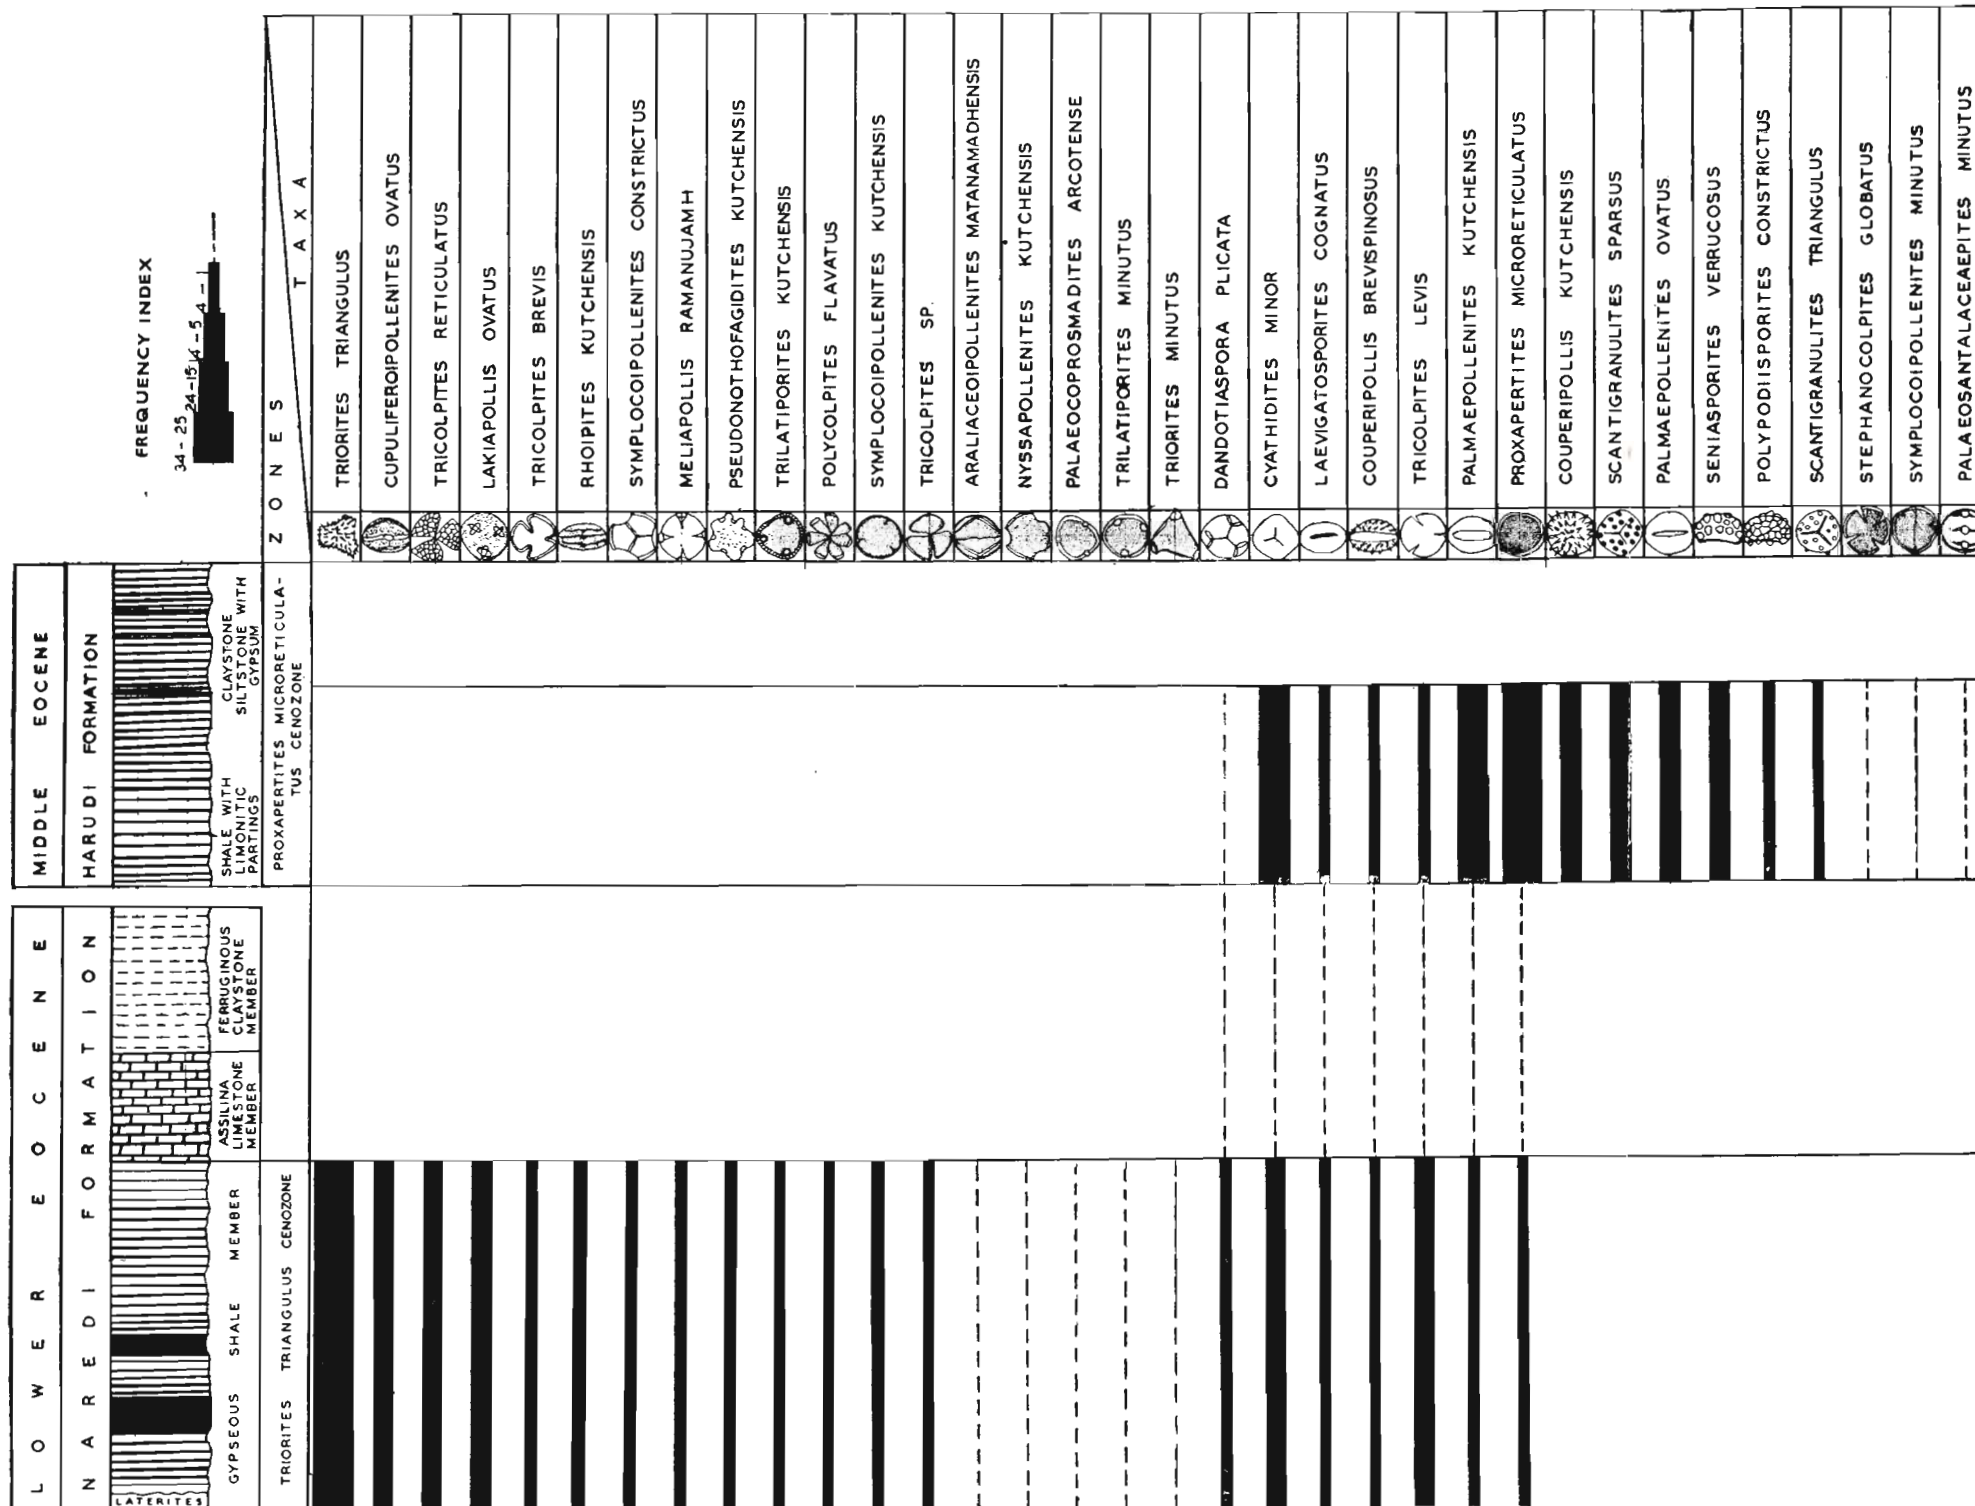 FREQUENCY INDEX
34-25
24-15
14-5
4-1
ZONES
TAXA
TRIORITES TRIANGULUS
CUPULIFEROIPOLLENITES OVATUS
TRICOLPITES RETICULATUS
LAKIAPOLLIS OVATUS
TRICOLPITES BREVIS
RHOIPITES KUTCHENSIS
SYMPLOCOIPOLLENITES CONSTRICTUS
MELIAPOLLIS RAMANUJAMH
PSEUDONOTHOFAGIDITES KUTCHENSIS
TRILATIPORITES KUTCHENSIS
POLYCOLPITES FLAVATUS
SYMPLOCOIPOLLENITES KUTCHENSIS
TRICOLPITES SP.
ARALIACEOIPOLLENITES MATANAMADHENSIS
NYSSAPOLLENITES KUTCHENSIS
PALAEOCOPROSMADITES ARCOTENSE
TRILATIPORITES MINUTUS
TRIORITES MINUTUS
DANDOTIASPORA PLICATA
CYATHIDITES MINOR
LAEVIGATOSPORITES COGNATUS
COUPERIPOLLIS BREVISPINOSUS
TRICOLPITES LEVIS
PALMAEPOLLENITES KUTCHENSIS
PROXAPERTITES MICRORETICULATUS
COUPERIPOLLIS KUTCHENSIS
SCANTIGRANULITES SPARSUS
PALMAEPOLLENITES OVATUS
SENIASPORITES VERRUCOSUS
POLYPODIISPORITES CONSTRICTUS
SCANTIGRANULITES TRIANGULUS
STEPHANOCOLPITES GLOBATUS
SYMPLOCOIPOLLENITES MINUTUS
PALAEOSANTALACEAEPITES MINUTUS
MIDDLE EOCENE
HARUDI FORMATION
CLAYSTONE
SILTSTONE WITH
GYPSUM
SHALE WITH
LIMONITIC
PARTINGS
PROXAPERTITES MICRORETICULA-
TUS CENOZONE
LOWER EOCENE
NAREDI FORMATION
FERRUGINOUS
CLAYSTONE
MEMBER
ASSILINA
LIMESTONE
MEMBER
GYPSEOUS SHALE MEMBER
TRIORITES TRIANGULUS CENOZONE
LATERITES